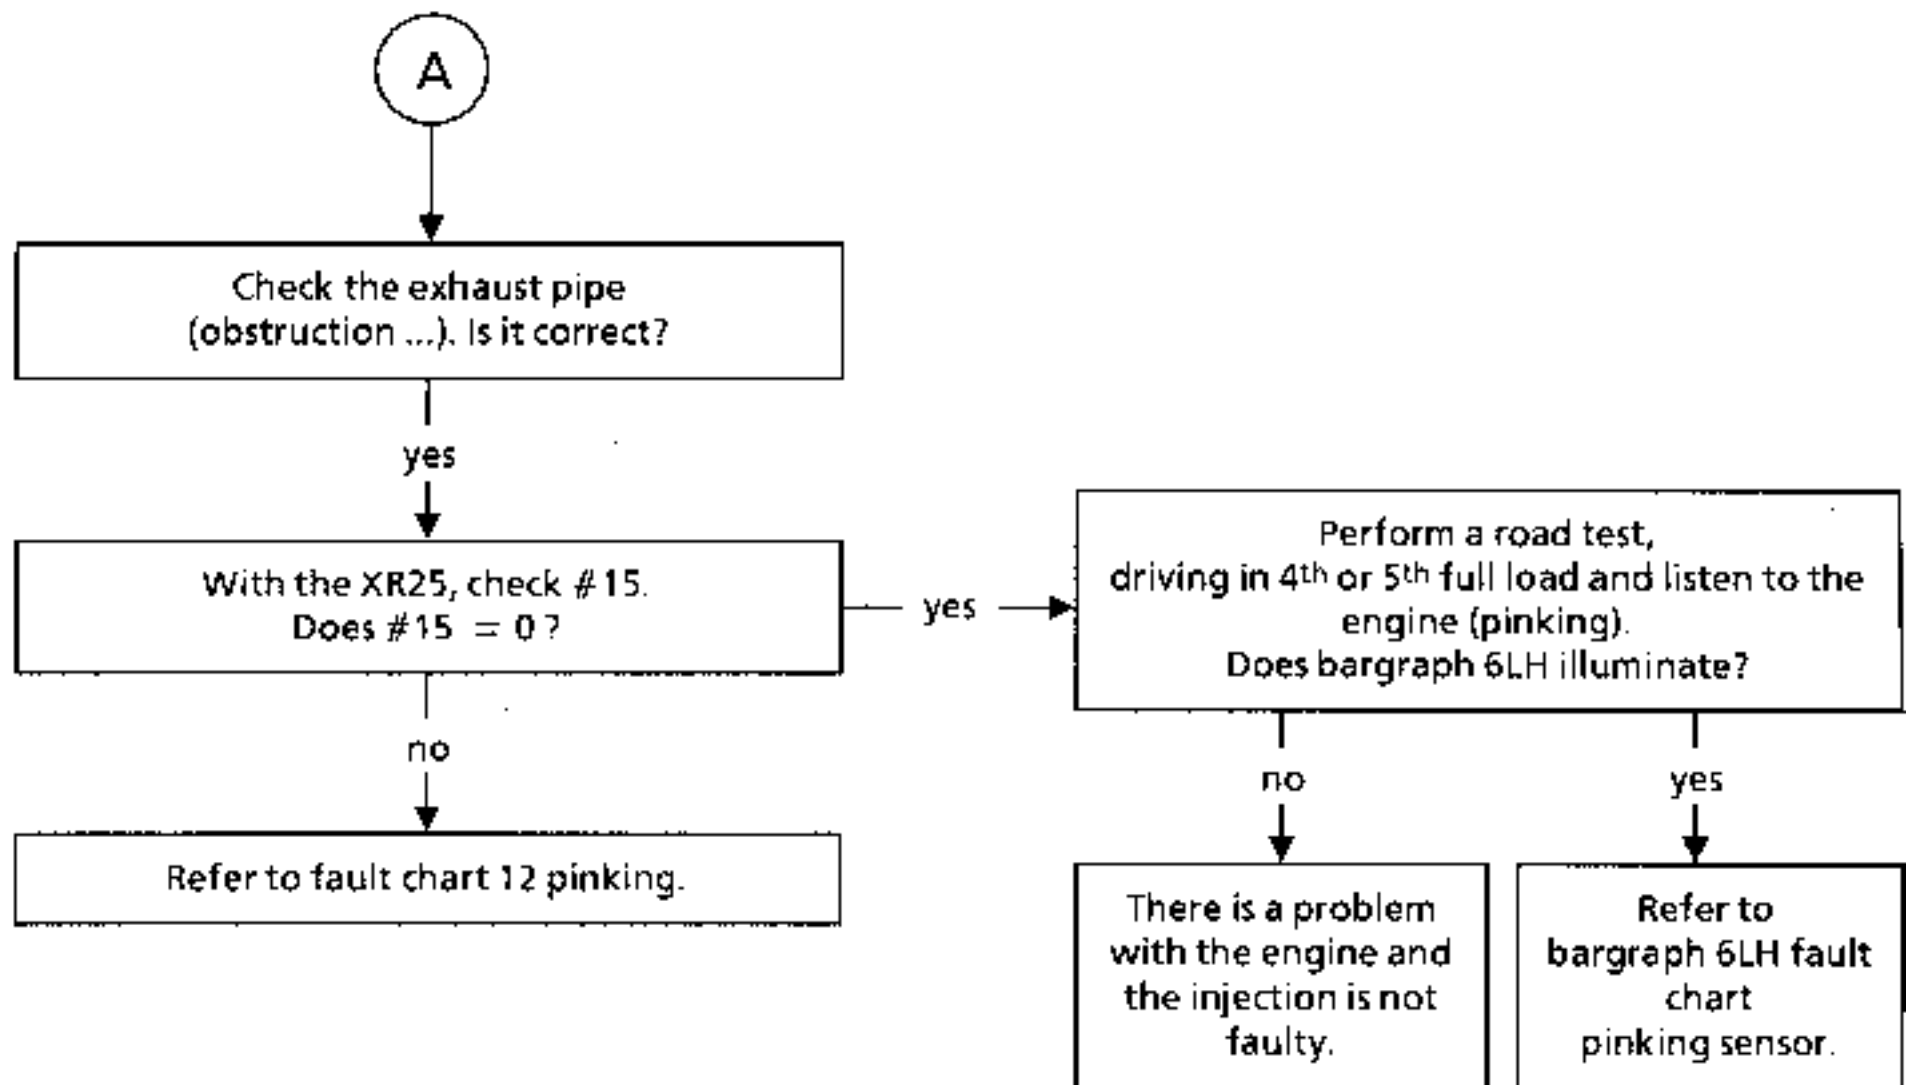 A
Check the exhaust pipe
(obstruction ...). Is it correct?
yes
With the XR25, check #15.
Does #15 = 0 ?
yes
Perform a road test,
driving in 4th or 5th full load and listen to the
engine (pinking).
Does bargraph 6LH illuminate?
no
no
yes
Refer to fault chart 12 pinking.
There is a problem
with the engine and
the injection is not
faulty.
Refer to
bargraph 6LH fault
chart
pinking sensor.